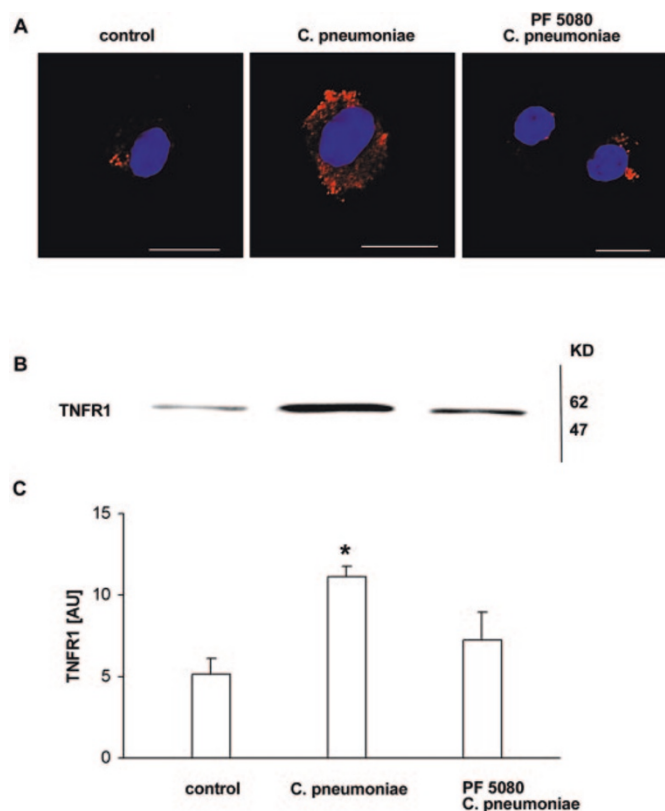 A
control
C. pneumoniae
PF 5080
C. pneumoniae
B
KD
TNFR1
62
47
C
TNFR1 [AU]
15
10
5
0
*
control
C. pneumoniae
PF 5080
C. pneumoniae